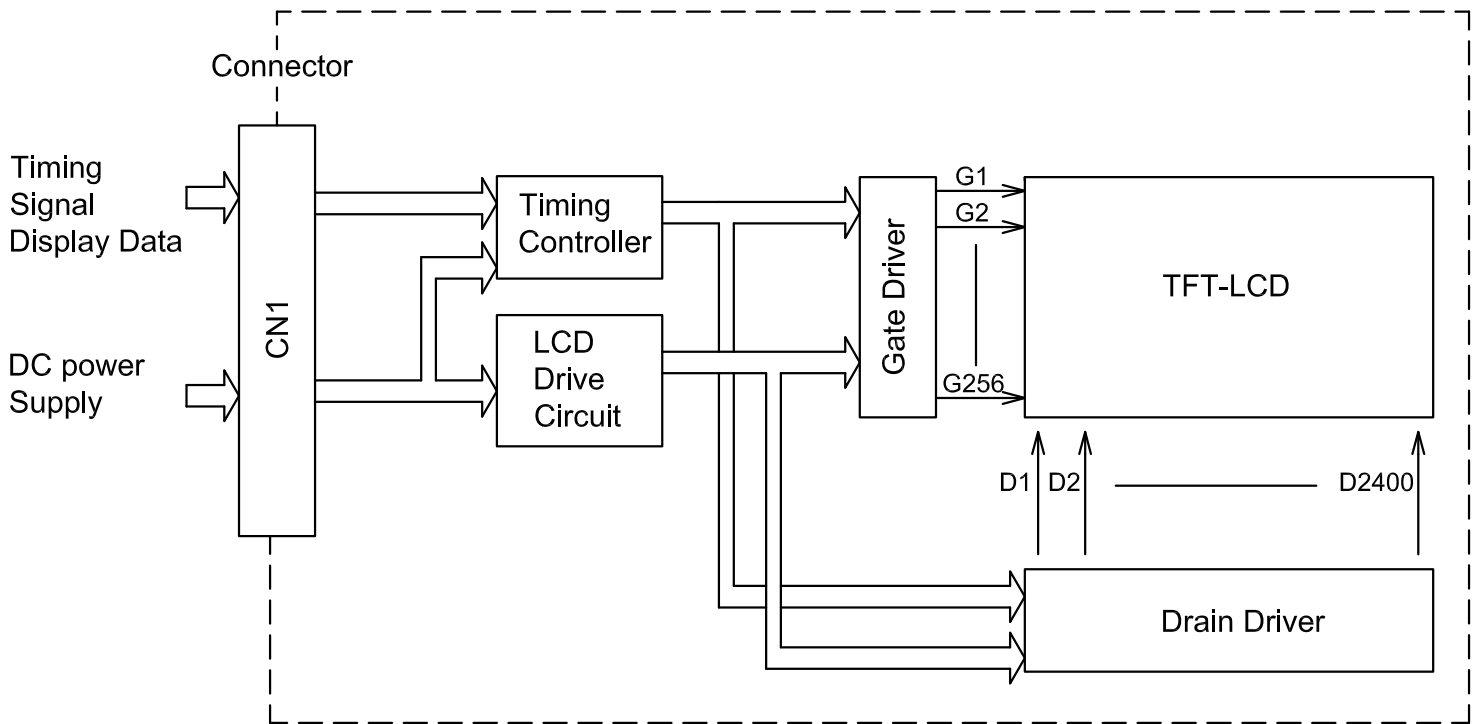 Connector
Timing
Signal
Display Data
DC power
Supply
CN1
Timing
Controller
LCD
Drive
Circuit
Gate Driver
G1
G2
G256
TFT-LCD
D1
D2
D2400
Drain Driver